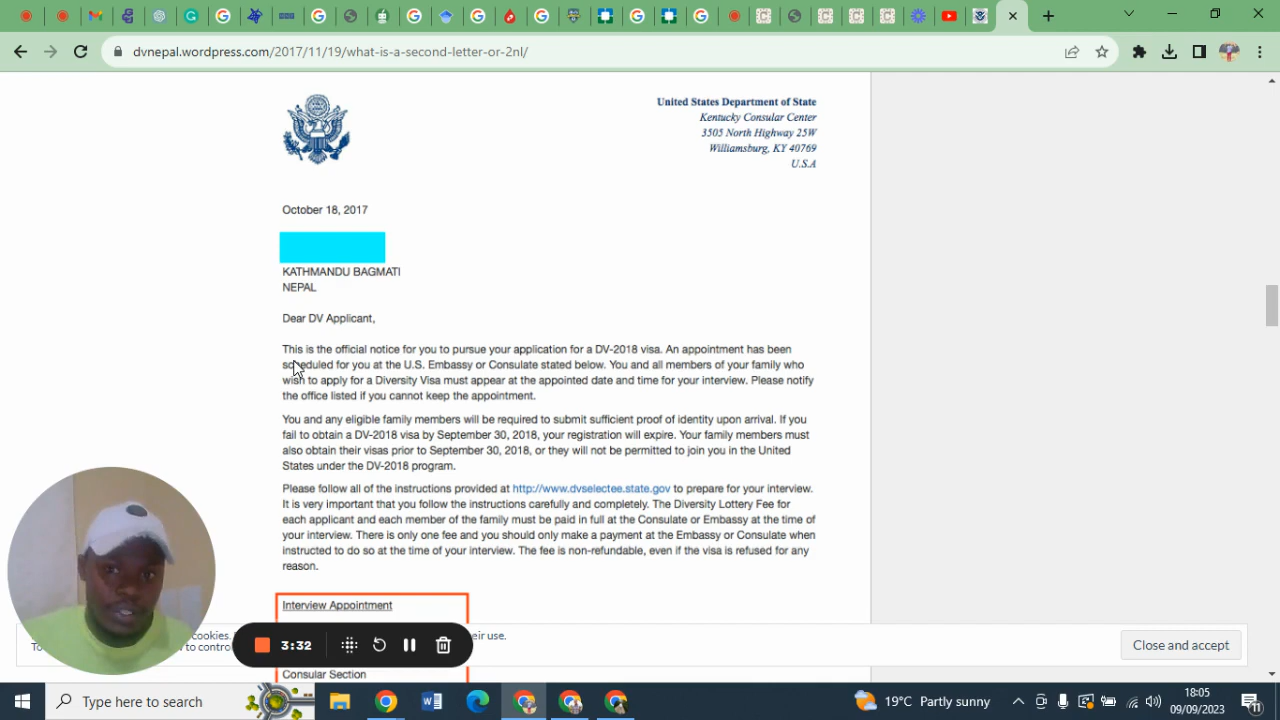 dvnepal.wordpress.com/2017/11/19/what-is-a-second-letter-or-2nl/
United States Department of State
Kentucky Consular Center
3505 North Highway 25W
Williamsburg, KY 40769
U.S.A
October 18, 2017
KATHMANDU BAGMATI
NEPAL
Dear DV Applicant,
This is the official notice for you to pursue your application for a DV-2018 visa. An appointment has been
scheduled for you at the U.S. Embassy or Consulate stated below. You and all members of your family who
wish to apply for a Diversity Visa must appear at the appointed date and time for your interview. Please notify
the office listed if you cannot keep the appointment.
You and any eligible family members will be required to submit sufficient proof of identity upon arrival. If you
fail to obtain a DV-2018 visa by September 30, 2018, your registration will expire. Your family members must
also obtain their visas prior to September 30, 2018, or they will not be permitted to join you in the United
States under the DV-2018 program.
Please follow all of the instructions provided at http://www.dvselectee.state.gov to prepare for your interview.
It is very important that you follow the instructions carefully and completely. The Diversity Lottery Fee for
each applicant and each member of the family must be paid in full at the Consulate or Embassy at the time of
your interview. There is only one fee and you should only make a payment at the Embassy or Consulate when
instructed to do so at the time of your interview. The fee is non-refundable, even if the visa is refused for any
reason.
Interview Appointment
cookies.
eir use.
To
to contro
3:32
Close and accept
Consular Section
Type here to search
19°C Partly sunny
18:05
09/09/2023
11